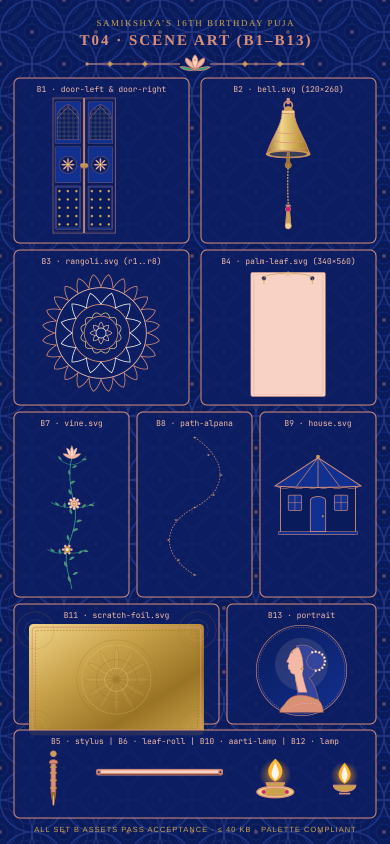 SAMIKSHYA'S 16TH BIRTHDAY PUJA
T04 · SCENE ART (B1–B13)
B1 · door-left & door-right
B2 · bell.svg (120×260)
B3 · rangoli.svg (r1..r8)
B4 · palm-leaf.svg (340×560)
B7 · vine.svg
B8 · path-alpana
B9 · house.svg
B11 · scratch-foil.svg
B13 · portrait
B5 · stylus | B6 · leaf-roll | B10 · aarti-lamp | B12 · lamp
ALL SET B ASSETS PASS ACCEPTANCE · ≤ 40 KB · PALETTE COMPLIANT